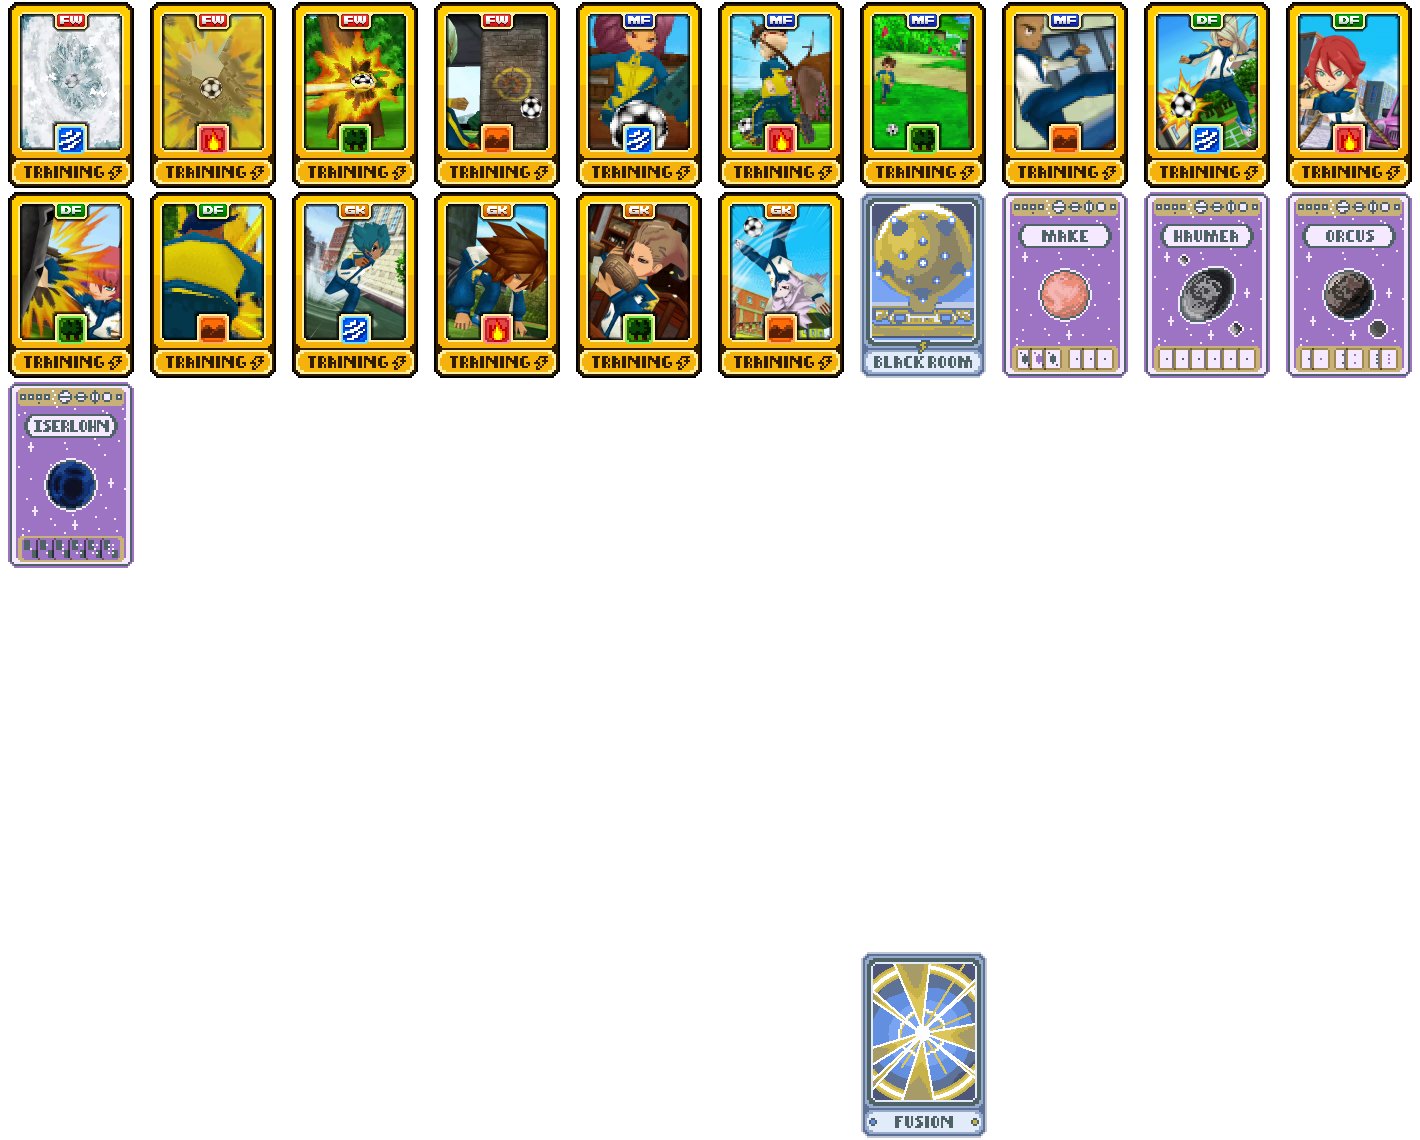 FW FW FW FW MF MF MF MF DF DF
TRAINING TRAINING TRAINING TRAINING TRAINING TRAINING TRAINING TRAINING TRAINING TRAINING
DF DF GK GK GK GK
MAKE HAUMER ORCUS
TRAINING TRAINING TRAINING TRAINING TRAINING TRAINING BLACK ROOM
ISERLOHN
FUSION